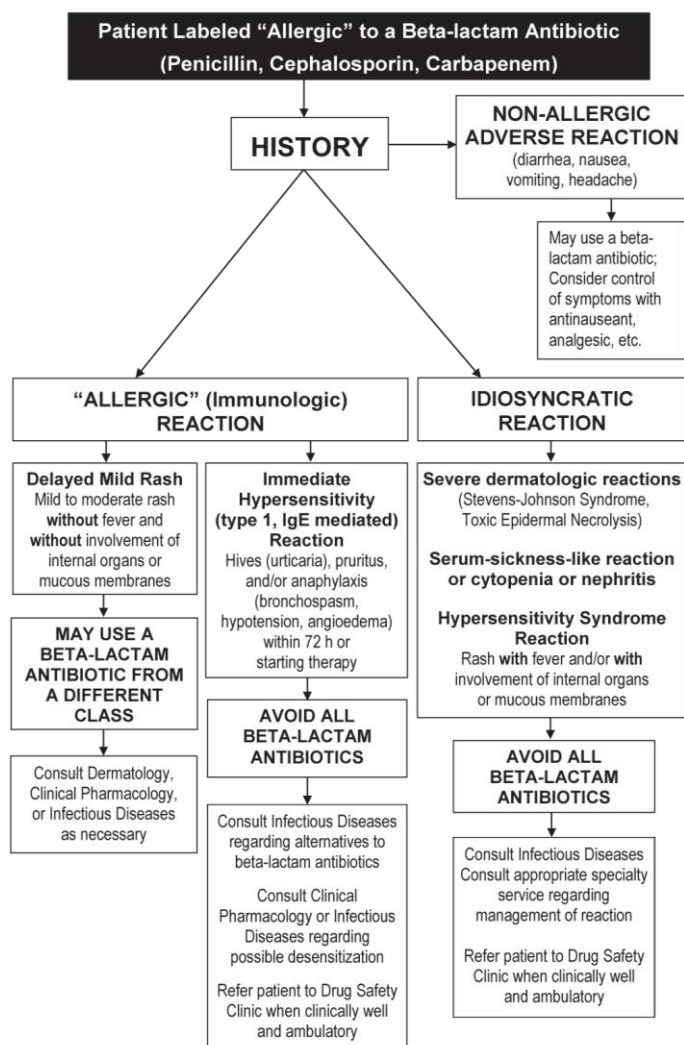 Patient Labeled “Allergic” to a Beta-lactam Antibiotic
(Penicillin, Cephalosporin, Carbapenem)
HISTORY
NON-ALLERGIC
ADVERSE REACTION
(diarrhea, nausea,
vomiting, headache)
May use a beta-
lactam antibiotic;
Consider control
of symptoms with
antinauseant,
analgesic, etc.
“ALLERGIC” (Immunologic)
REACTION
IDIOSYNCRATIC
REACTION
Delayed Mild Rash
Mild to moderate rash
without fever and
without involvement of
internal organs or
mucous membranes
MAY USE A
BETA-LACTAM
ANTIBIOTIC FROM
A DIFFERENT
CLASS
Consult Dermatology,
Clinical Pharmacology,
or Infectious Diseases
as necessary
Immediate
Hypersensitivity
(type 1, IgE mediated)
Reaction
Hives (urticaria), pruritus,
and/or anaphylaxis
(bronchospasm,
hypotension, angioedema)
within 72 h or
starting therapy
AVOID ALL
BETA-LACTAM
ANTIBIOTICS
Consult Infectious Diseases
regarding alternatives to
beta-lactam antibiotics
Consult Clinical
Pharmacology or Infectious
Diseases regarding
possible desensitization
Refer patient to Drug Safety
Clinic when clinically well
and ambulatory
Severe dermatologic reactions
(Stevens-Johnson Syndrome,
Toxic Epidermal Necrolysis)
Serum-sickness-like reaction
or cytopenia or nephritis
Hypersensitivity Syndrome
Reaction
Rash with fever and/or with
involvement of internal organs
or mucous membranes
AVOID ALL
BETA-LACTAM
ANTIBIOTICS
Consult Infectious Diseases
Consult appropriate specialty
service regarding
management of reaction
Refer patient to Drug Safety
Clinic when clinically well
and ambulatory